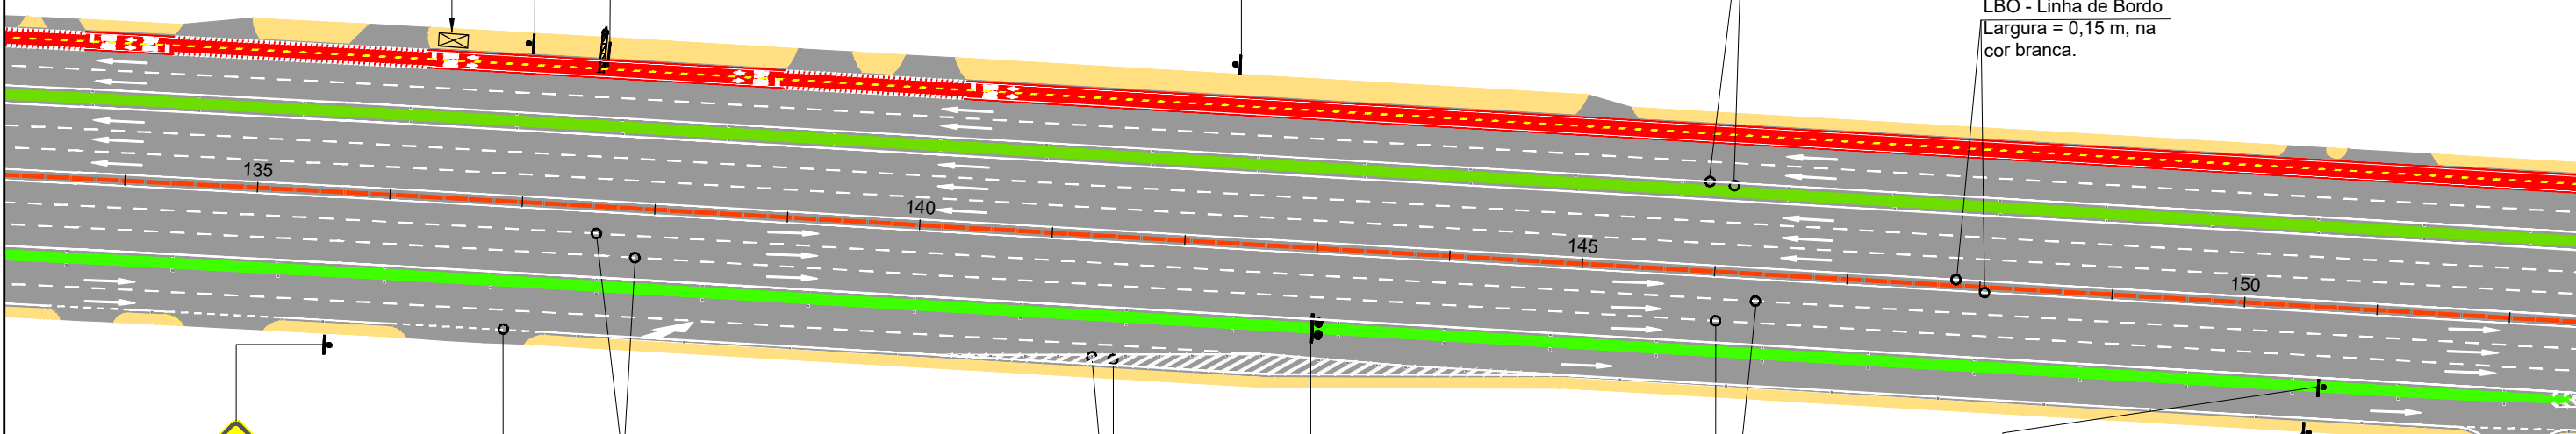 LBO - Linha de Bordo
Largura = 0,15 m, na
cor branca.
135
140
145
150